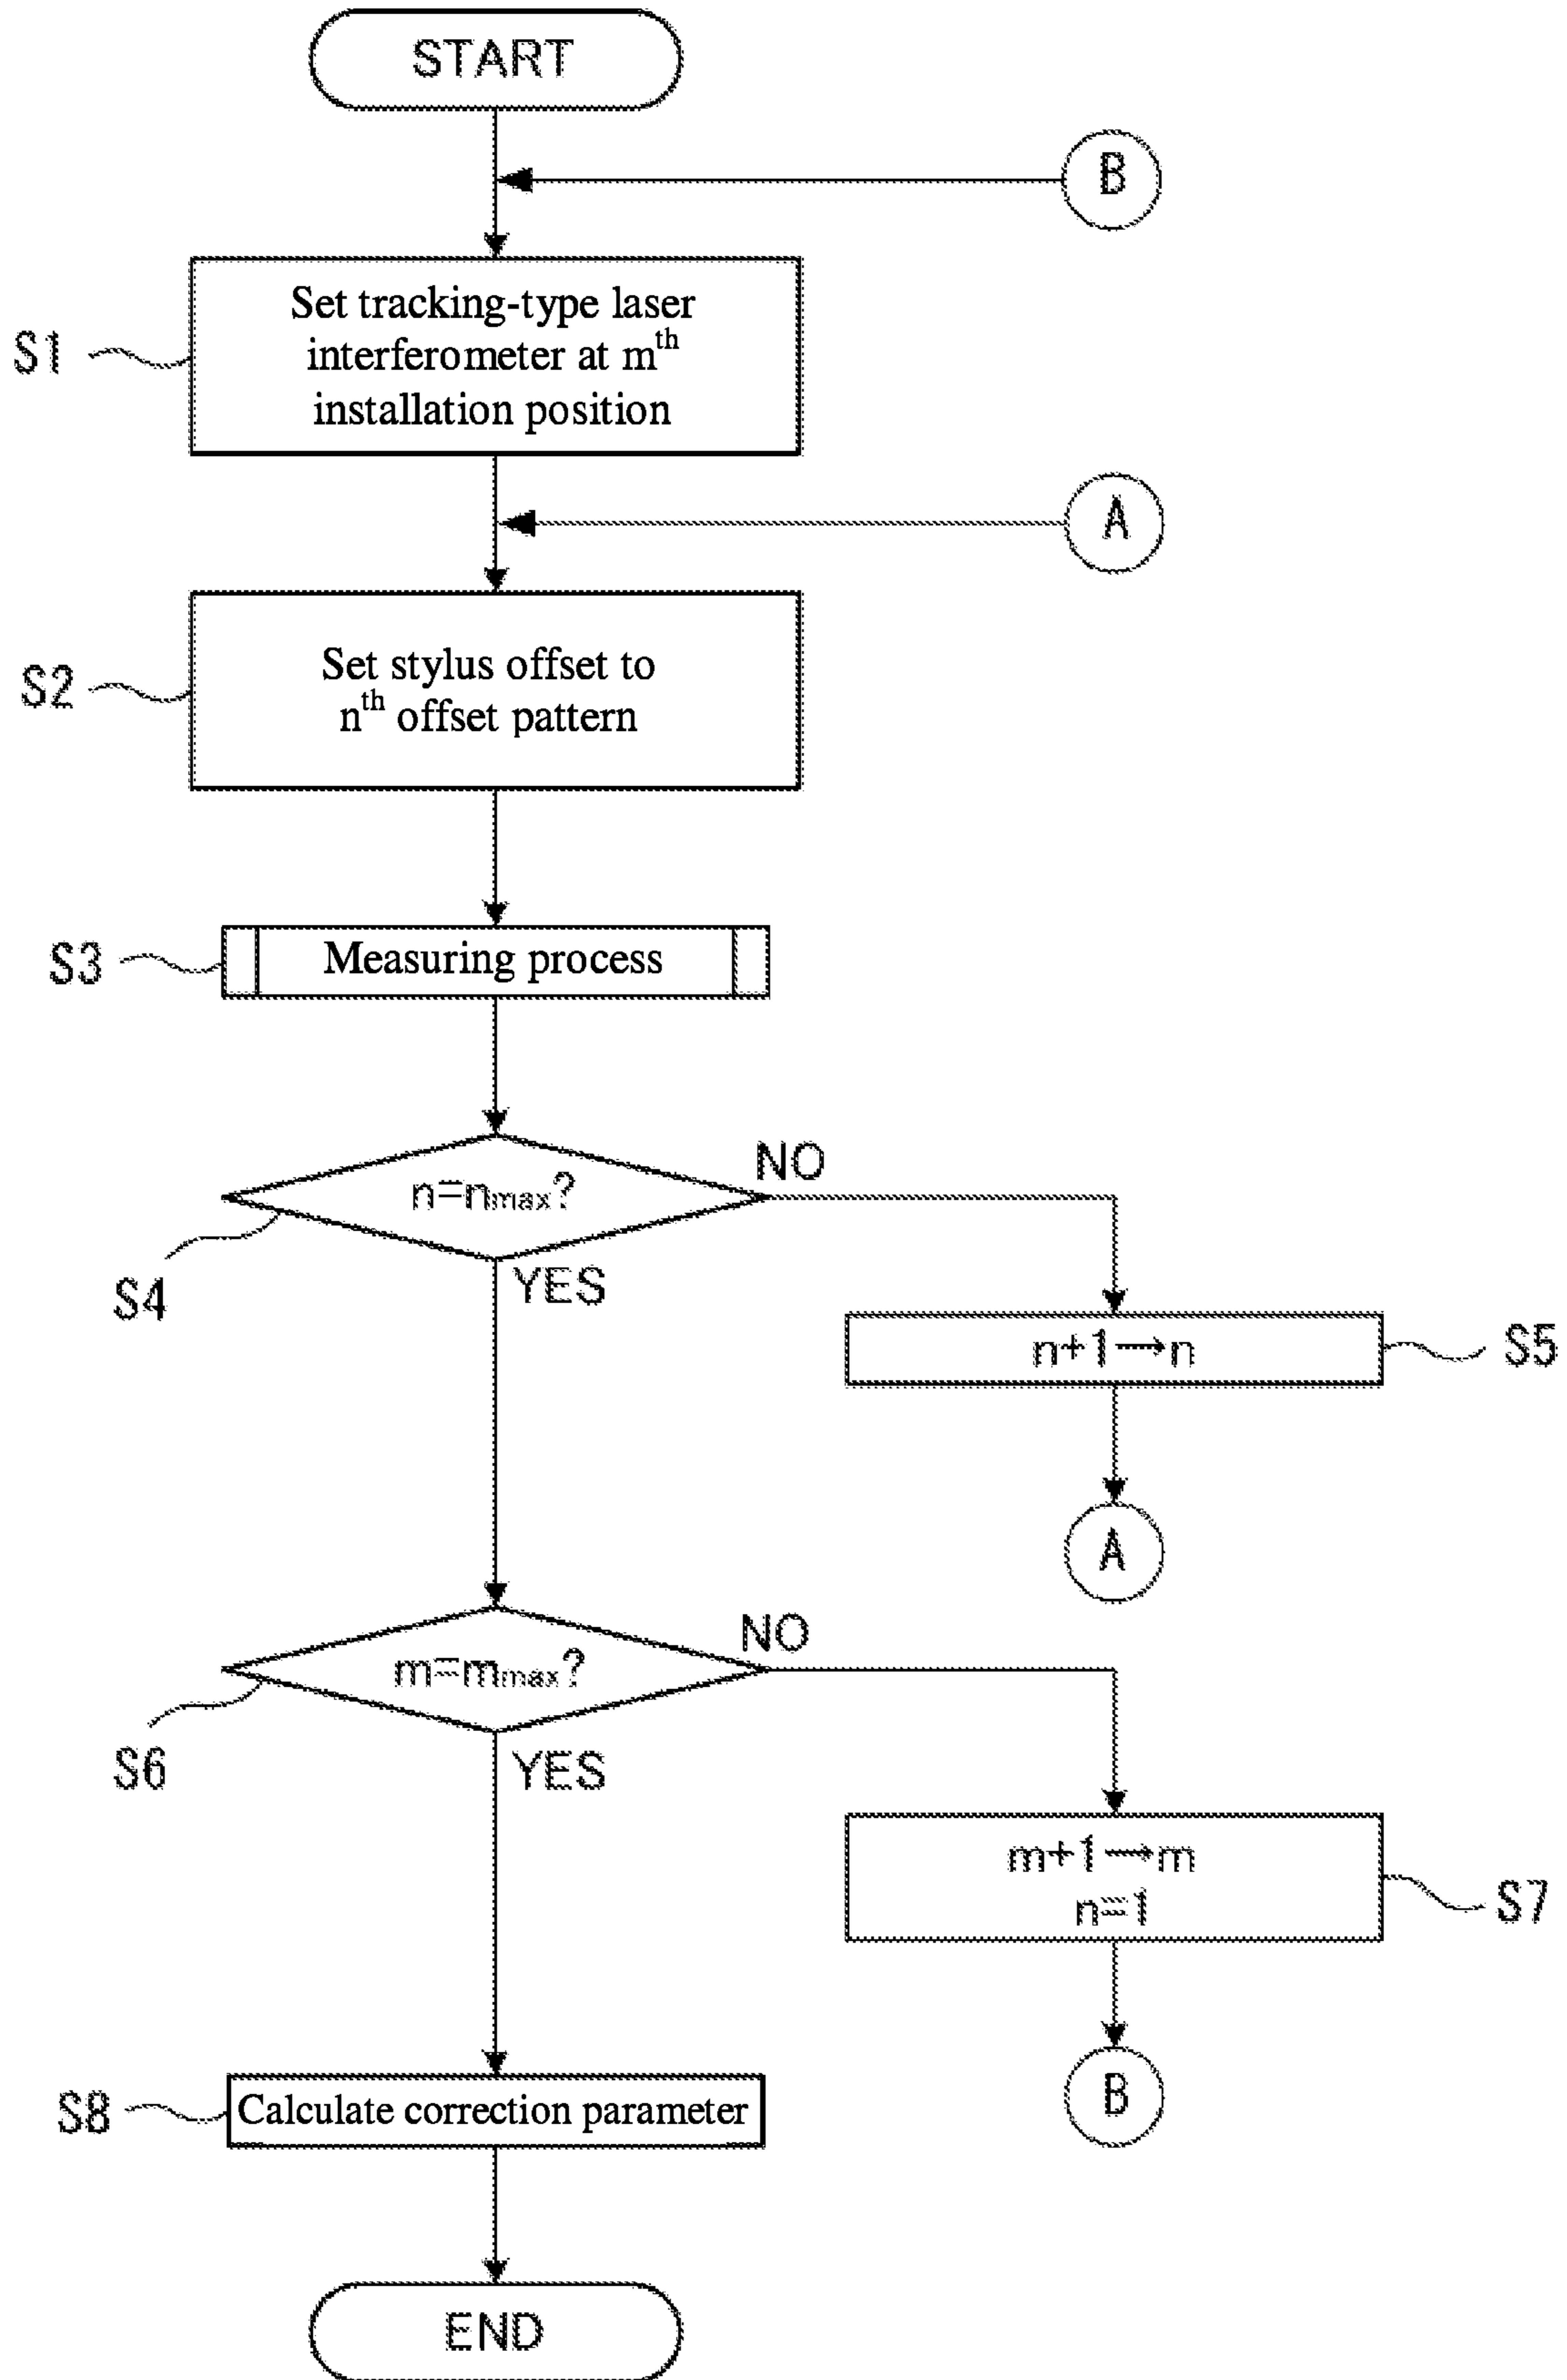 START
B
S1
Set tracking-type laser
interferometer at mth
installation position
A
S2
Set stylus offset to
nth offset pattern
S3
Measuring process
n=nmax?
NO
S4
YES
n+1→n
S5
A
m=mmax?
NO
S6
YES
m+1→m
n=1
S7
B
S8
Calculate correction parameter
END